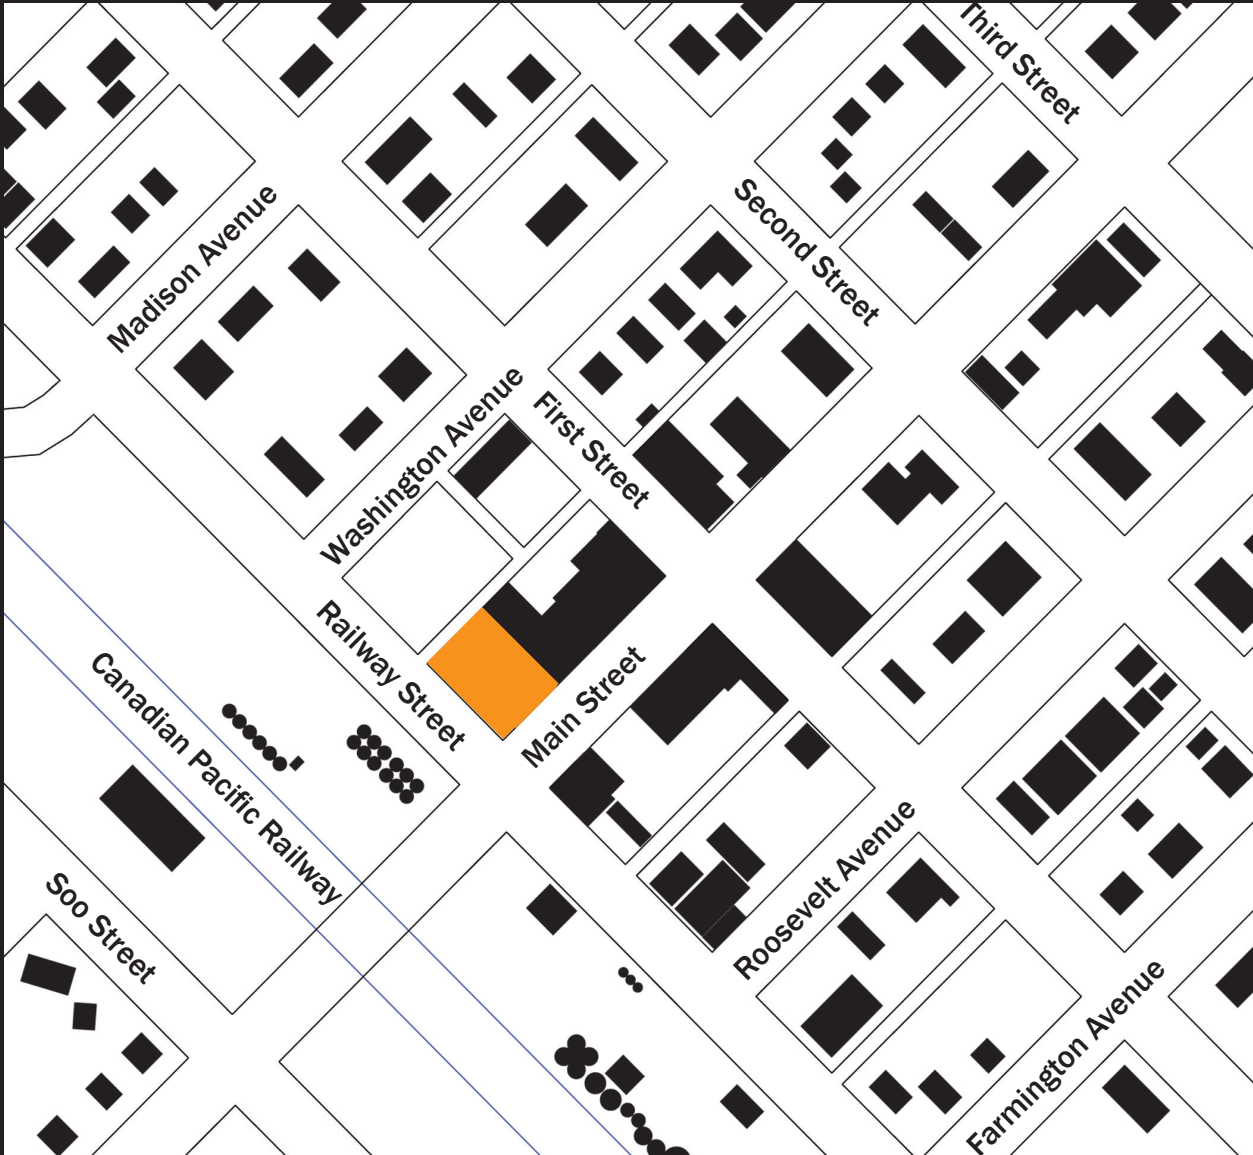 Third Street
Second Street
Madison Avenue
First Street
Washington Avenue
Railway Street
Main Street
Canadian Pacific Railway
Roosevelt Avenue
Soo Street
Farmington Avenue